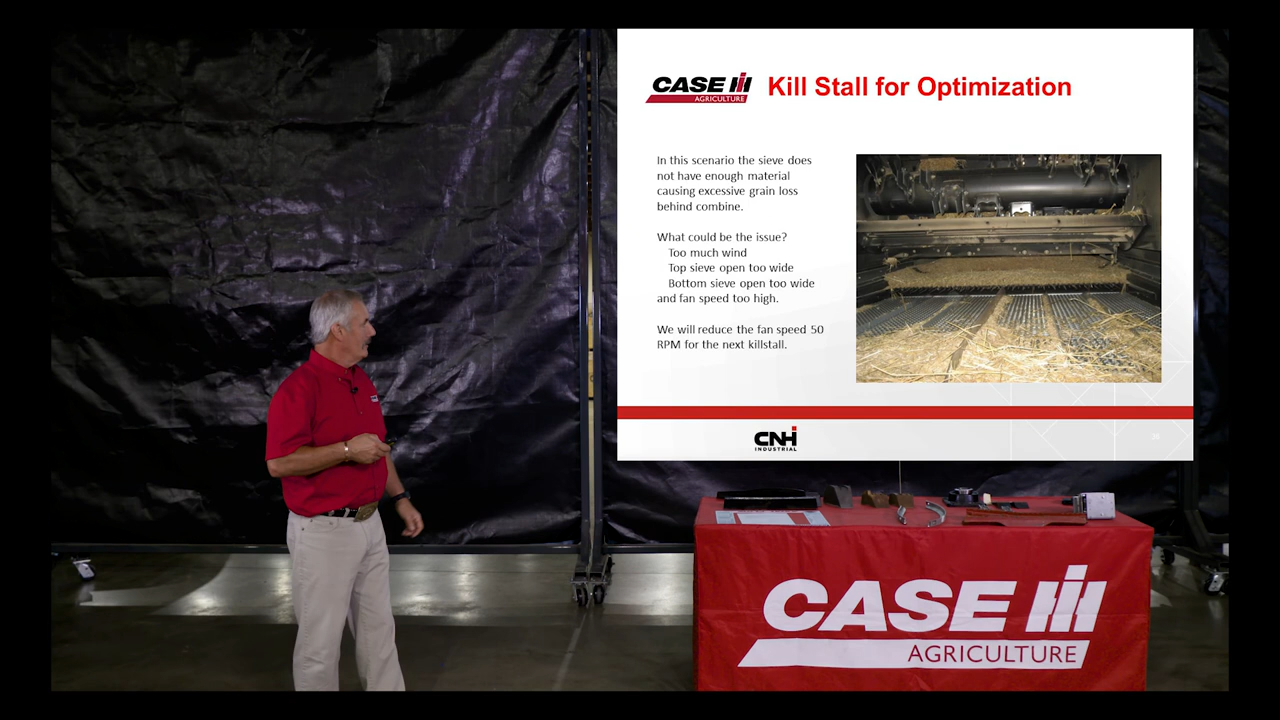 CASE IH
AGRICULTURE
Kill Stall for Optimization
In this scenario the sieve does
not have enough material
causing excessive grain loss
behind combine.
What could be the issue?
Too much wind
Top sieve open too wide
Bottom sieve open too wide
and fan speed too high.
We will reduce the fan speed 50
RPM for the next killstall.
CNH
INDUSTRIAL
CASE IH
AGRICULTURE